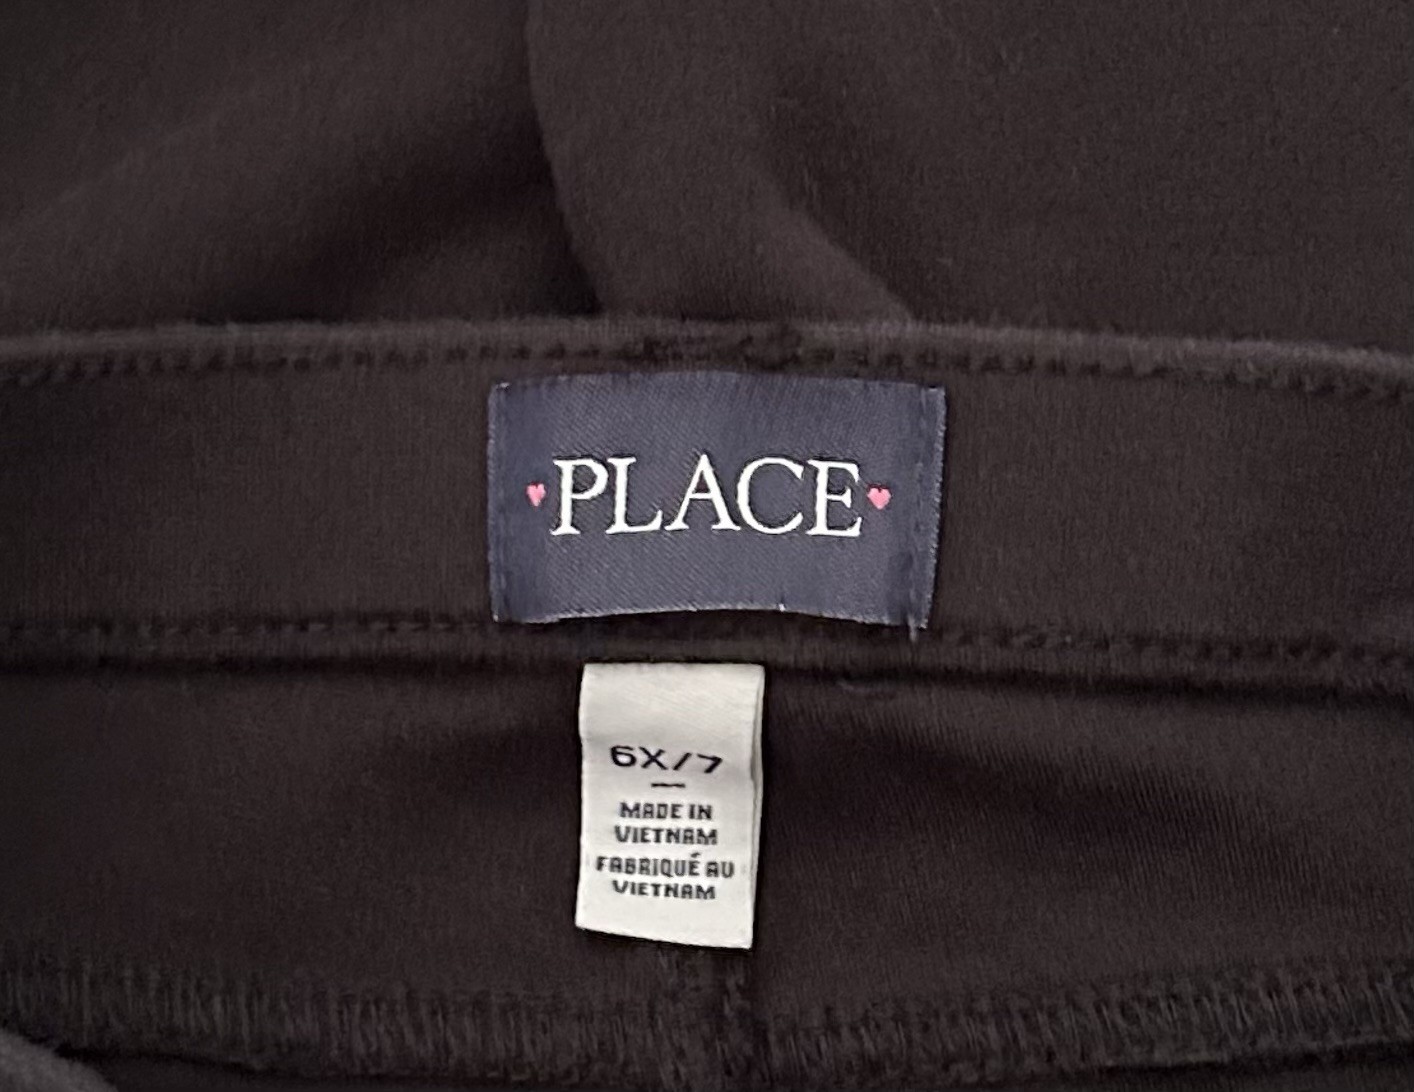 PLACE
6X/7
MADE IN
VIETNAM
FABRIQUÉ AU
VIETNAM